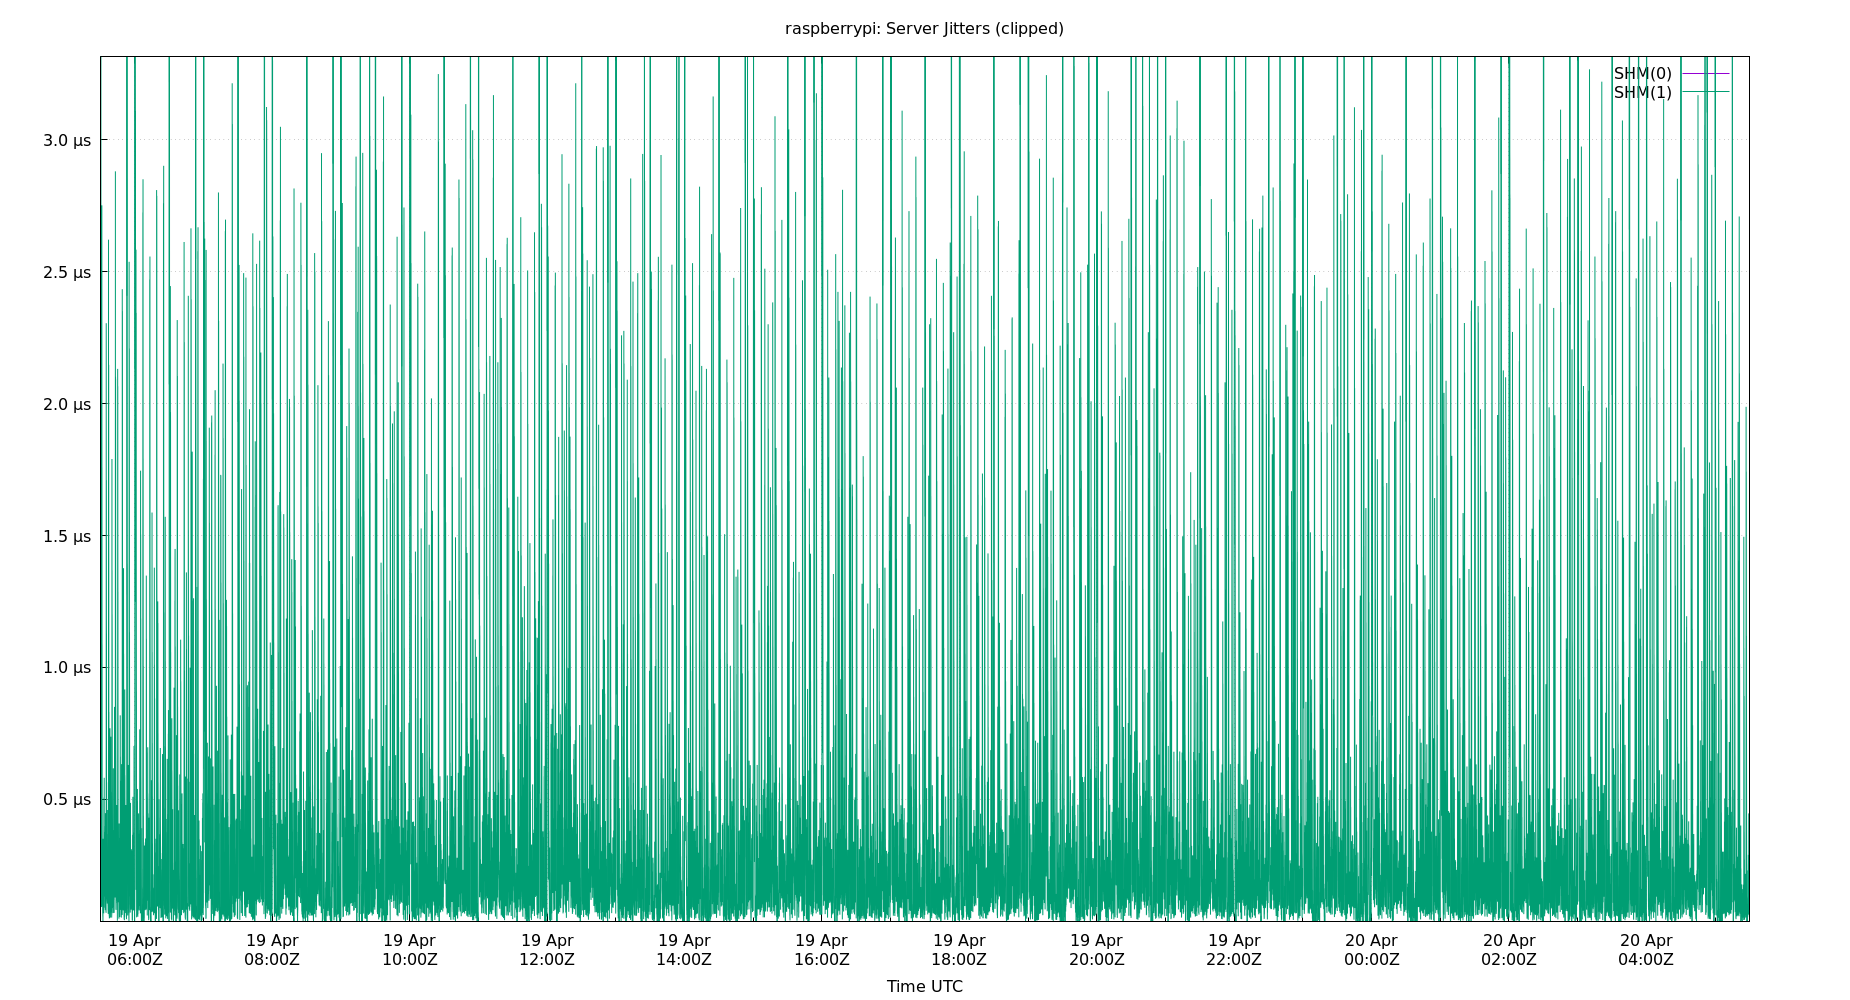 raspberrypi: Server Jitters (clipped)
SHM(0)
SHM(1)
3.0 μs
2.5 μs
2.0 μs
1.5 μs
1.0 μs
0.5 μs
19 Apr 19 Apr 19 Apr 19 Apr 19 Apr 19 Apr 19 Apr 19 Apr 19 Apr 20 Apr 20 Apr 20 Apr
06:00Z 08:00Z 10:00Z 12:00Z 14:00Z 16:00Z 18:00Z 20:00Z 22:00Z 00:00Z 02:00Z 04:00Z
Time UTC